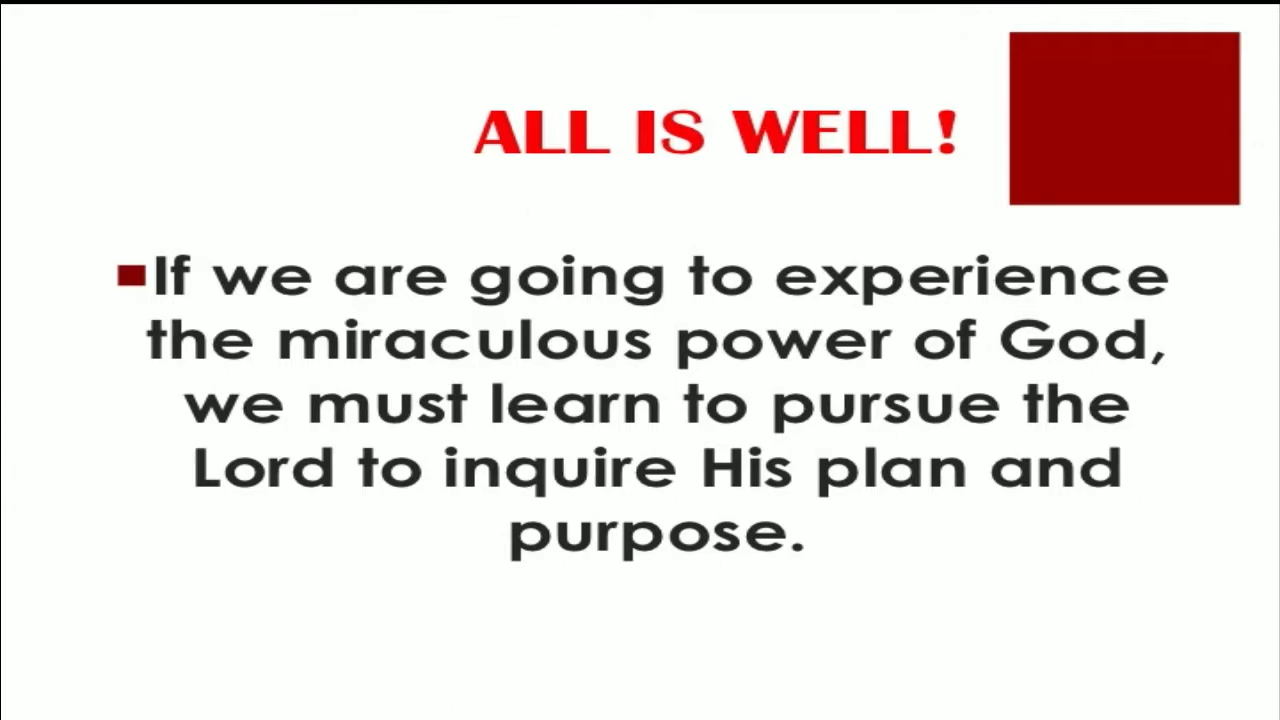 ALL IS WELL!
If we are going to experience
the miraculous power of God,
we must learn to pursue the
Lord to inquire His plan and
purpose.